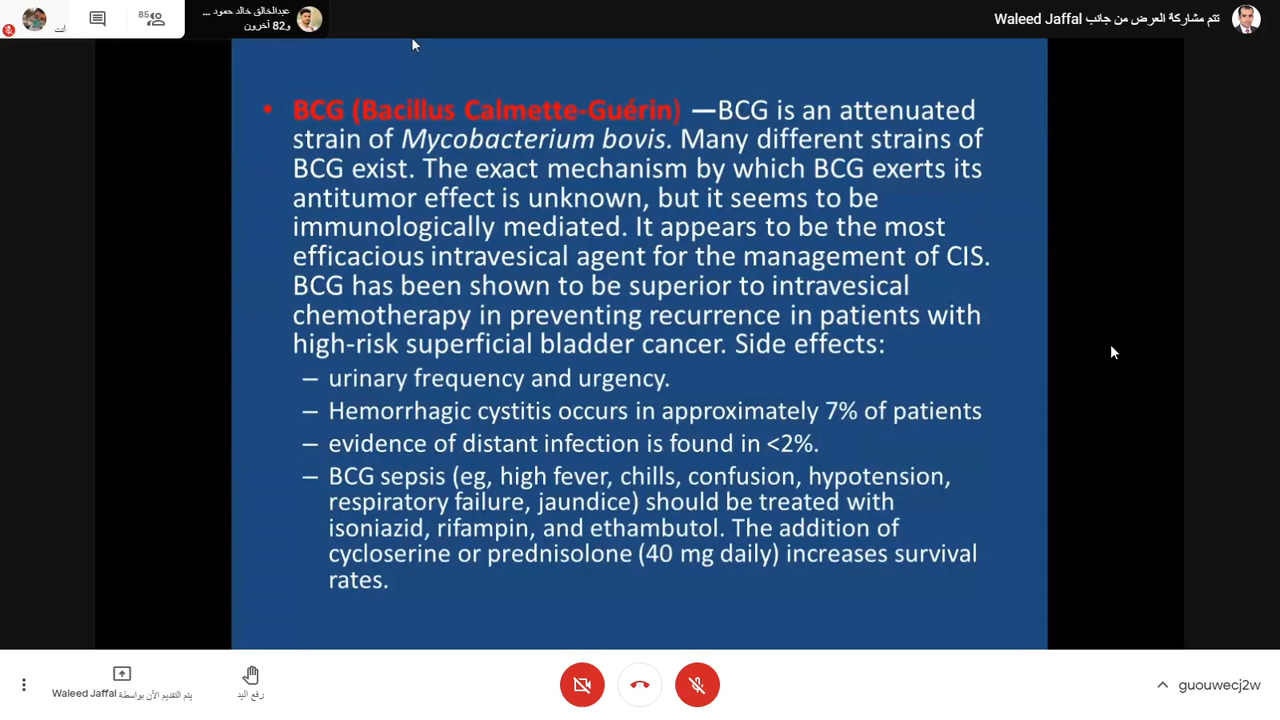 85
أنت
عبدالخالق خالد حمود ...
و82 آخرون
تتم مشاركة العرض من جانب Waleed Jaffal
• BCG (Bacillus Calmette-Guérin) —BCG is an attenuated
strain of Mycobacterium bovis. Many different strains of
BCG exist. The exact mechanism by which BCG exerts its
antitumor effect is unknown, but it seems to be
immunologically mediated. It appears to be the most
efficacious intravesical agent for the management of CIS.
BCG has been shown to be superior to intravesical
chemotherapy in preventing recurrence in patients with
high-risk superficial bladder cancer. Side effects:
– urinary frequency and urgency.
– Hemorrhagic cystitis occurs in approximately 7% of patients
– evidence of distant infection is found in <2%.
– BCG sepsis (eg, high fever, chills, confusion, hypotension,
respiratory failure, jaundice) should be treated with
isoniazid, rifampin, and ethambutol. The addition of
cycloserine or prednisolone (40 mg daily) increases survival
rates.
يتم التقديم الآن بواسطة Waleed Jaffal
رفع اليد
guouwecj2w